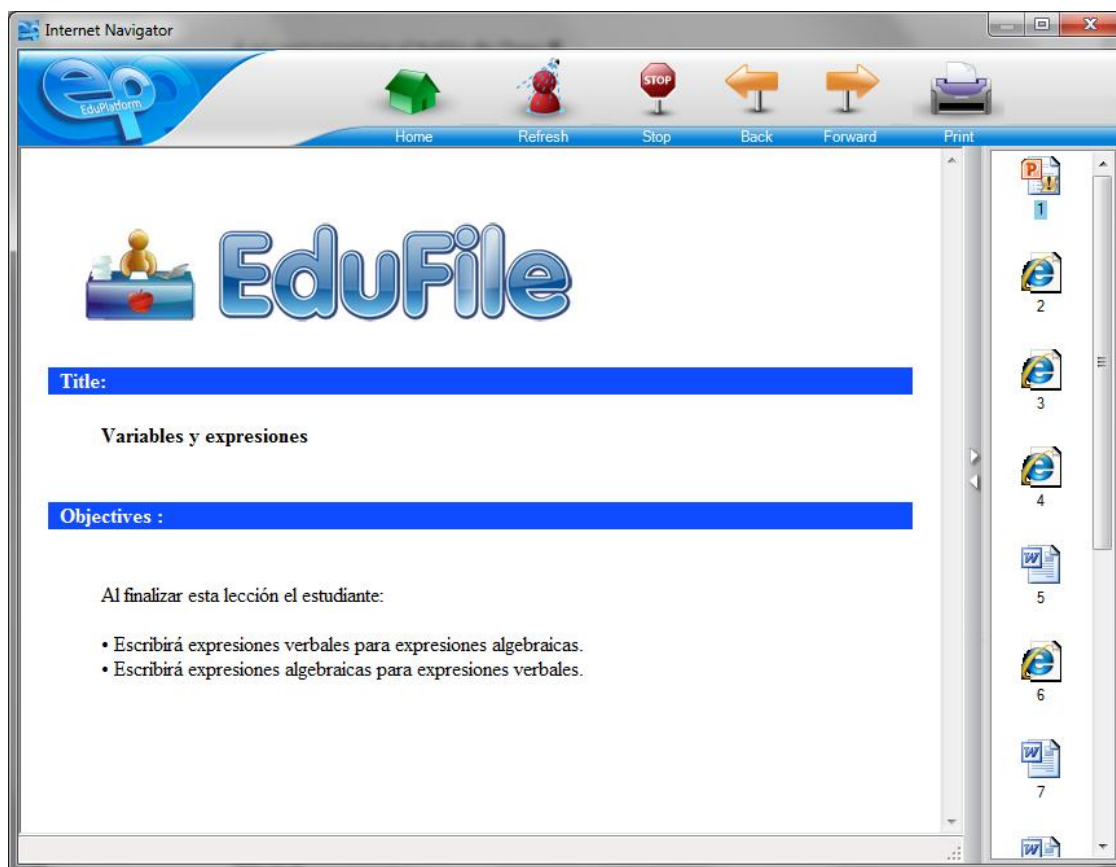 Internet Navigator
EduPlatform
STOP
Home Refresh Stop Back Forward Print
EduFile
Title:
Variables y expresiones
Objectives :
Al finalizar esta lección el estudiante:
• Escribirá expresiones verbales para expresiones algebraicas.
• Escribirá expresiones algebraicas para expresiones verbales.
1
2
3
4
5
6
7